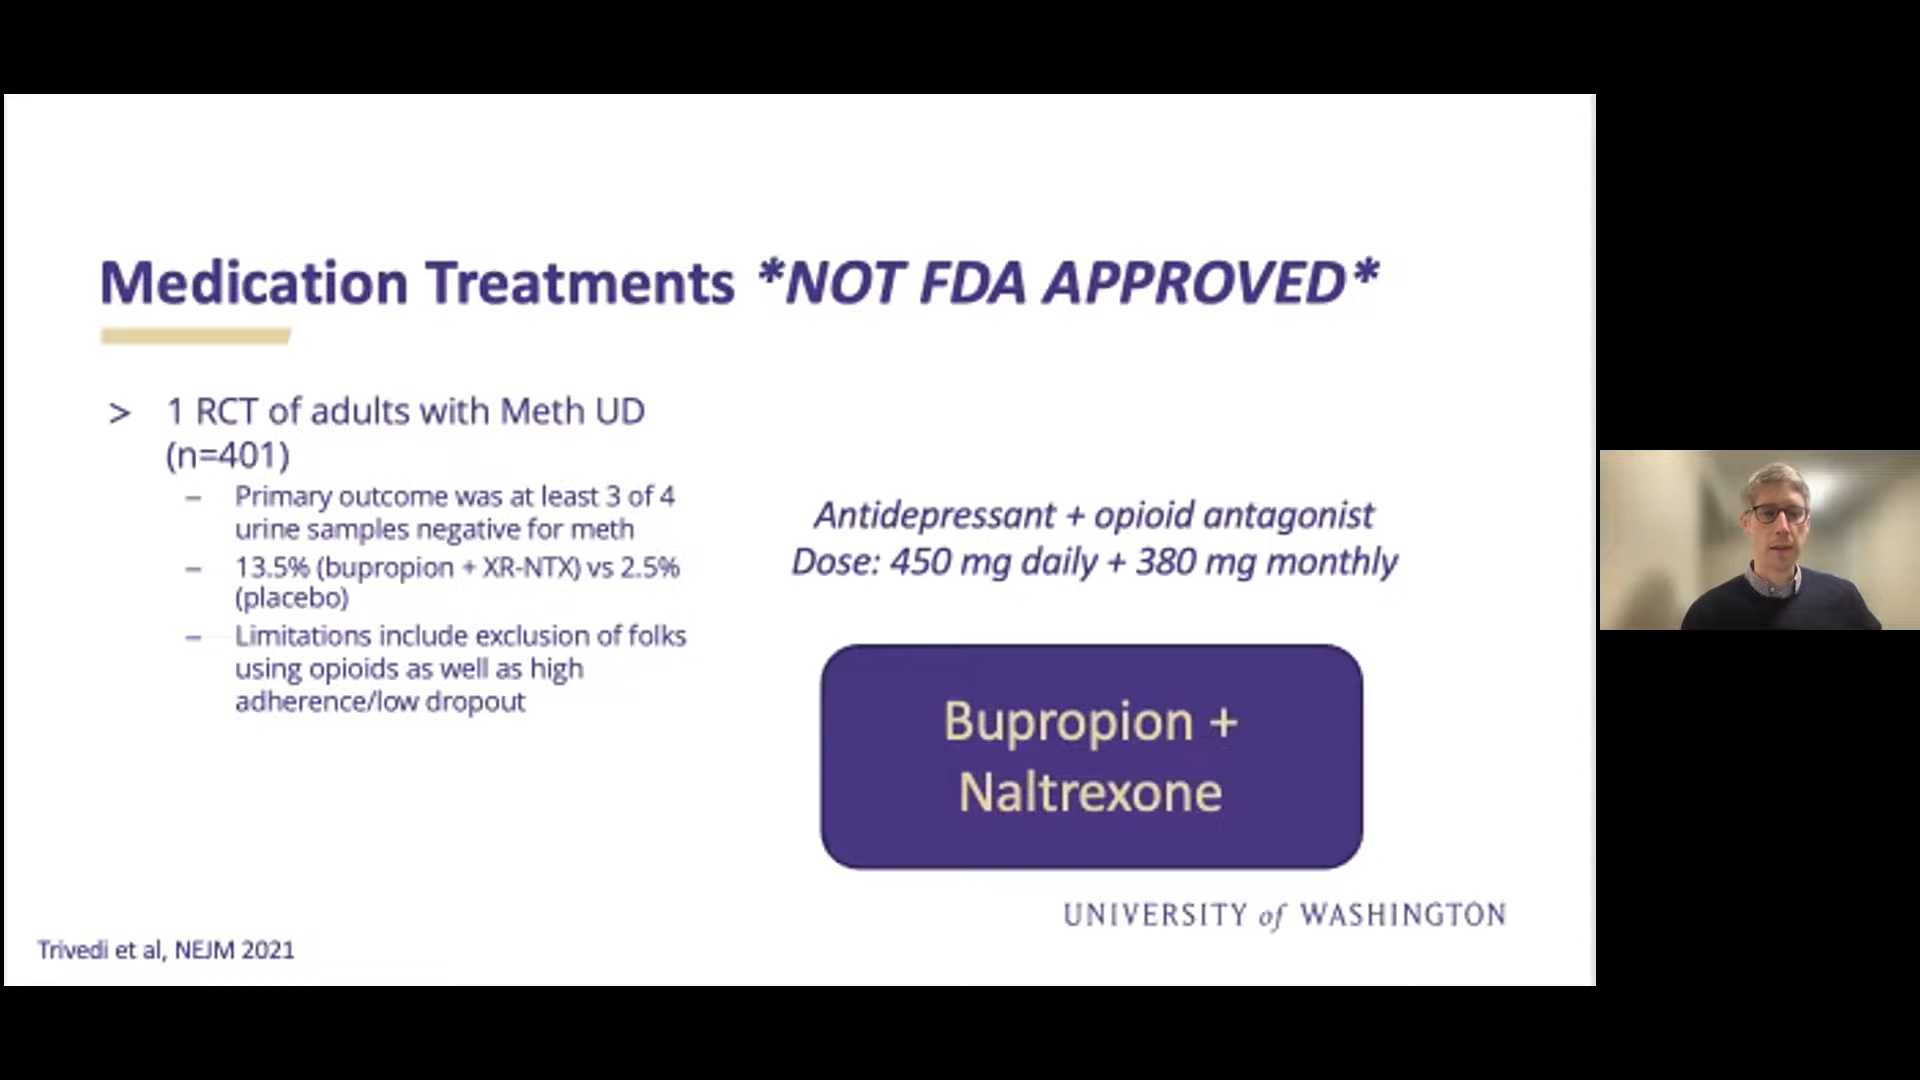 Medication Treatments *NOT FDA APPROVED*
> 1 RCT of adults with Meth UD
(n=401)
– Primary outcome was at least 3 of 4
urine samples negative for meth
– 13.5% (bupropion + XR-NTX) vs 2.5%
(placebo)
– Limitations include exclusion of folks
using opioids as well as high
adherence/low dropout
Antidepressant + opioid antagonist
Dose: 450 mg daily + 380 mg monthly
Bupropion +
Naltrexone
UNIVERSITY of WASHINGTON
Trivedi et al, NEJM 2021